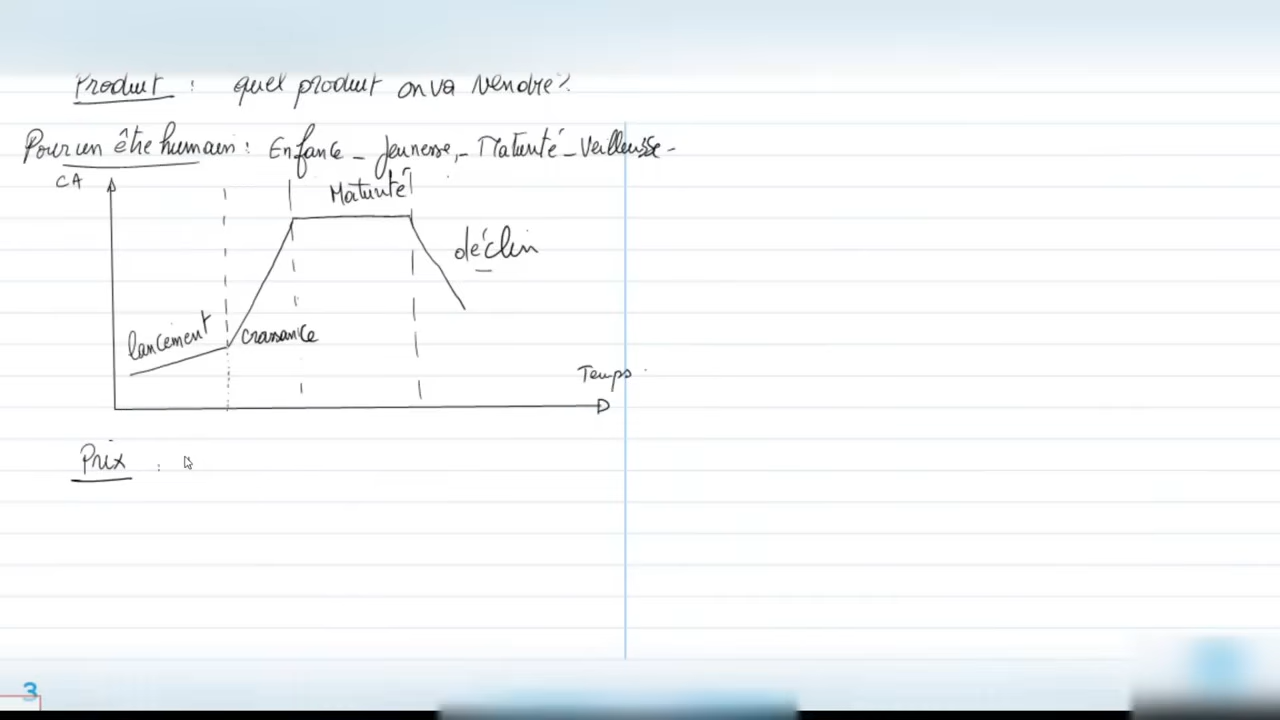 Produit : quel produit on va vendre ?
Pour un être humain : Enfance - Jeunesse, - Maturité - Veillesse -
CA
Maturité
déclin
lancement
croissance
Temps
Prix :
3